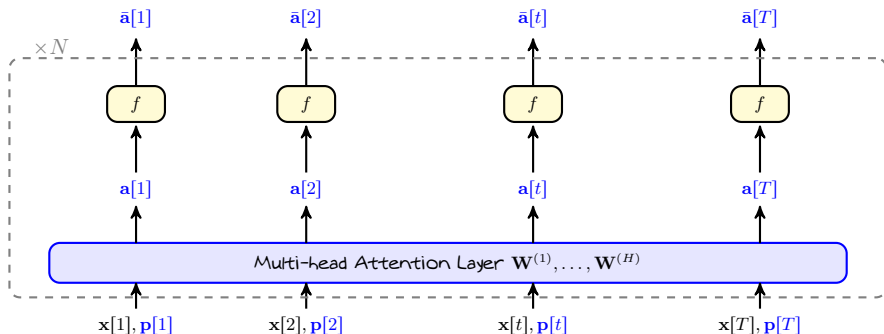 ā[1] ā[2] ā[t] ā[T]
×N
f f f f
a[1] a[2] a[t] a[T]
Multi-head Attention Layer W^(1), . . . , W^(H)
x[1], p[1] x[2], p[2] x[t], p[t] x[T], p[T]